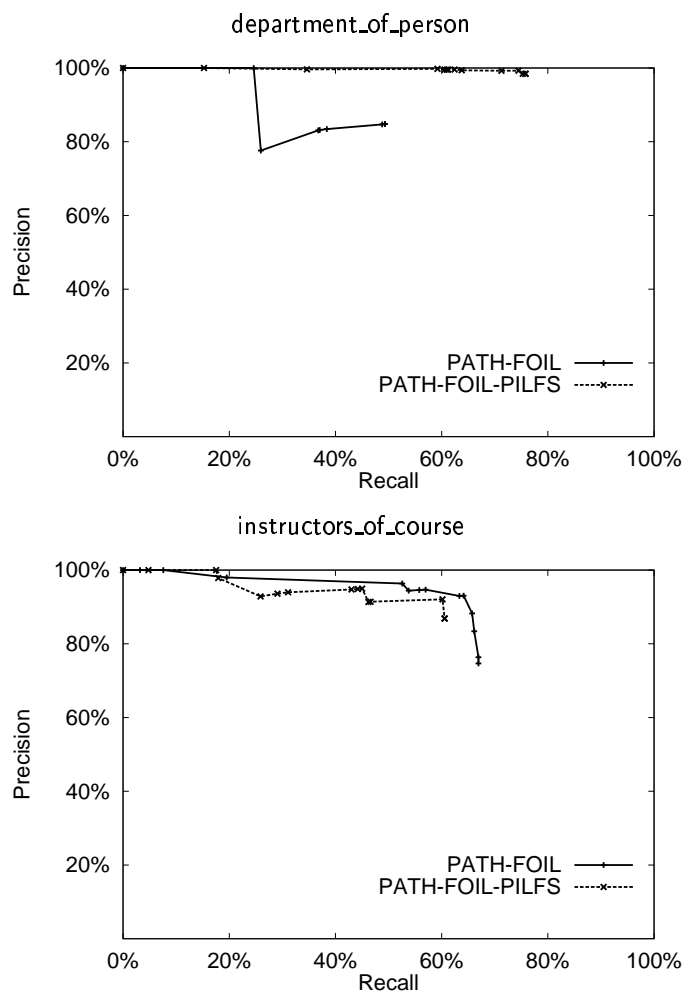 department_of_person
100%
80%
60%
40%
20%
Precision
PATH-FOIL
PATH-FOIL-PILFS
0% 20% 40% 60% 80% 100%
Recall
instructors_of_course
100%
80%
60%
40%
20%
Precision
PATH-FOIL
PATH-FOIL-PILFS
0% 20% 40% 60% 80% 100%
Recall